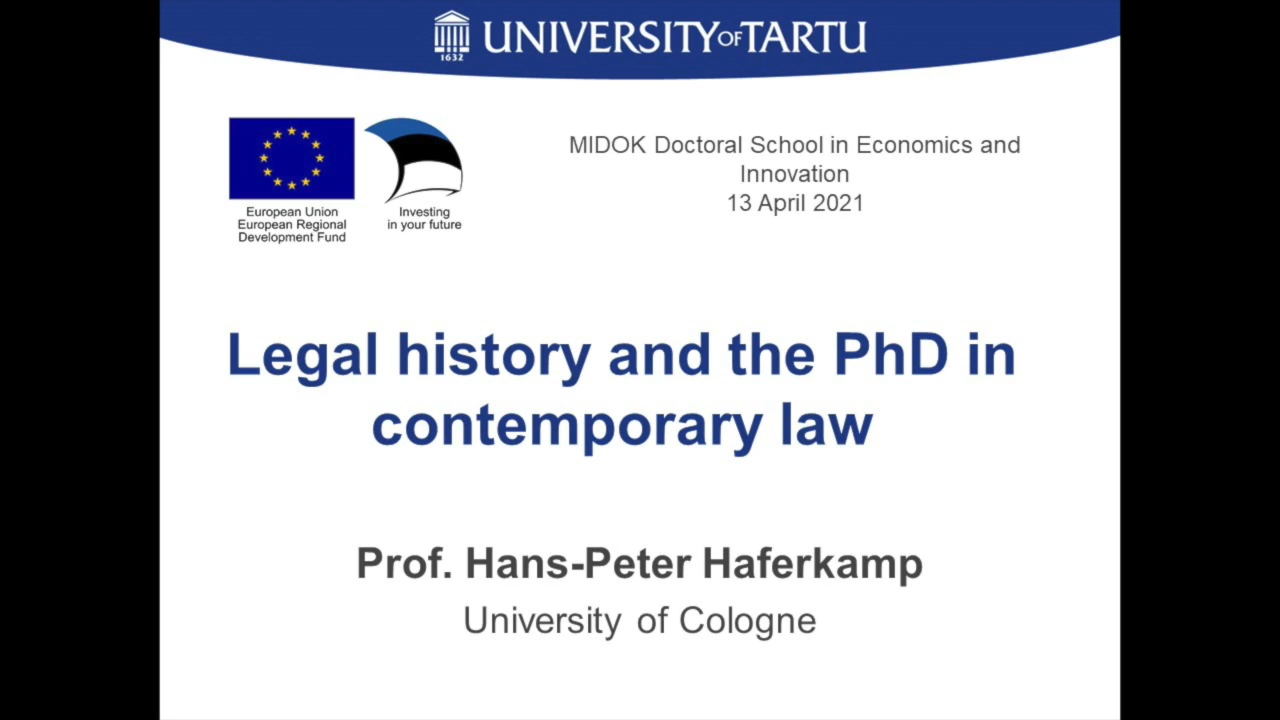 UNIVERSITY OF TARTU
1632
MIDOK Doctoral School in Economics and
Innovation
13 April 2021
European Union
European Regional
Development Fund
Investing
in your future
Legal history and the PhD in
contemporary law
Prof. Hans-Peter Haferkamp
University of Cologne